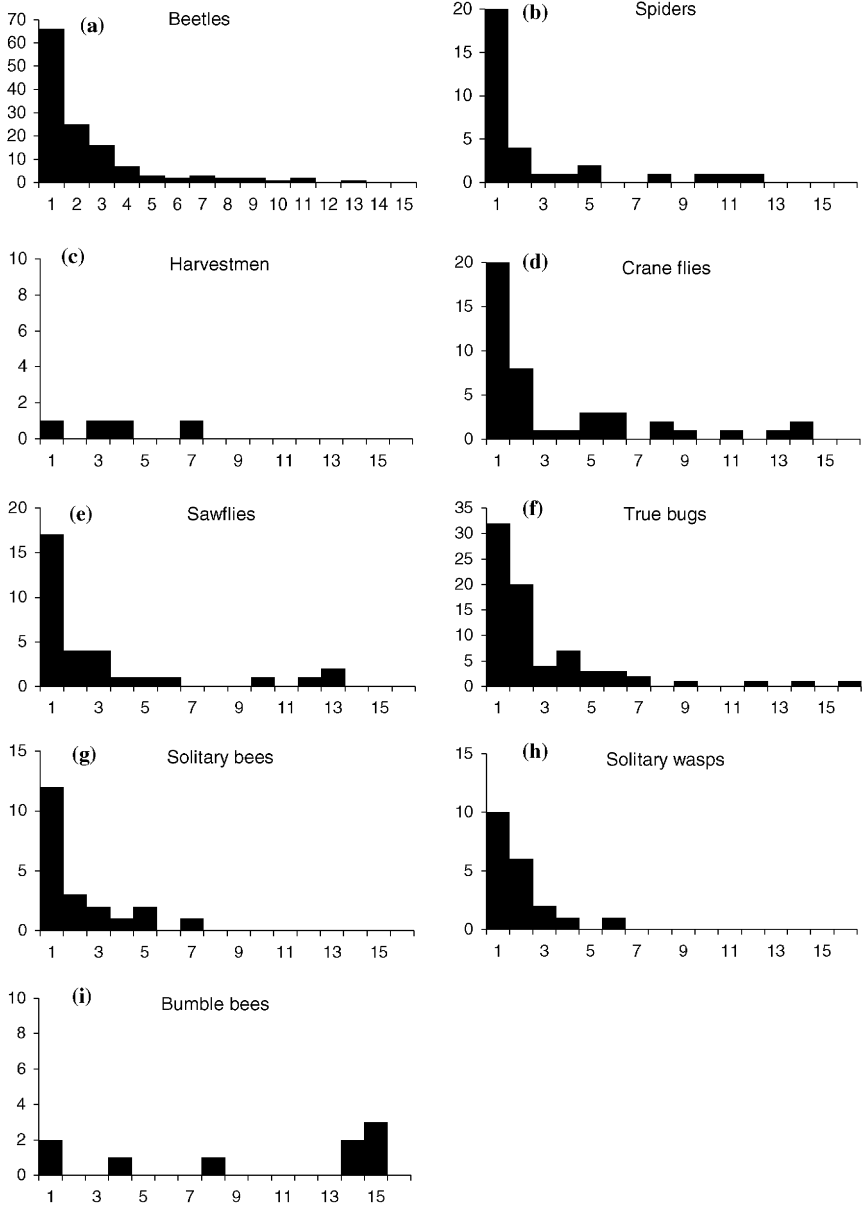 (a) Beetles
70
60
50
40
30
20
10
0
1 2 3 4 5 6 7 8 9 10 11 12 13 14 15
(b) Spiders
20
15
10
5
0
1 3 5 7 9 11 13 15
(c) Harvestmen
10
8
6
4
2
0
1 3 5 7 9 11 13 15
(d) Crane flies
20
15
10
5
0
1 3 5 7 9 11 13 15
(e) Sawflies
20
15
10
5
0
1 3 5 7 9 11 13 15
(f) True bugs
35
30
25
20
35
10
5
0
1 3 5 7 9 11 13 15
(g) Solitary bees
15
10
5
0
1 3 5 7 9 11 13 15
(h) Solitary wasps
15
10
5
0
1 3 5 7 9 11 13 15
(i) Bumble bees
10
8
6
4
2
0
1 3 5 7 9 11 13 15